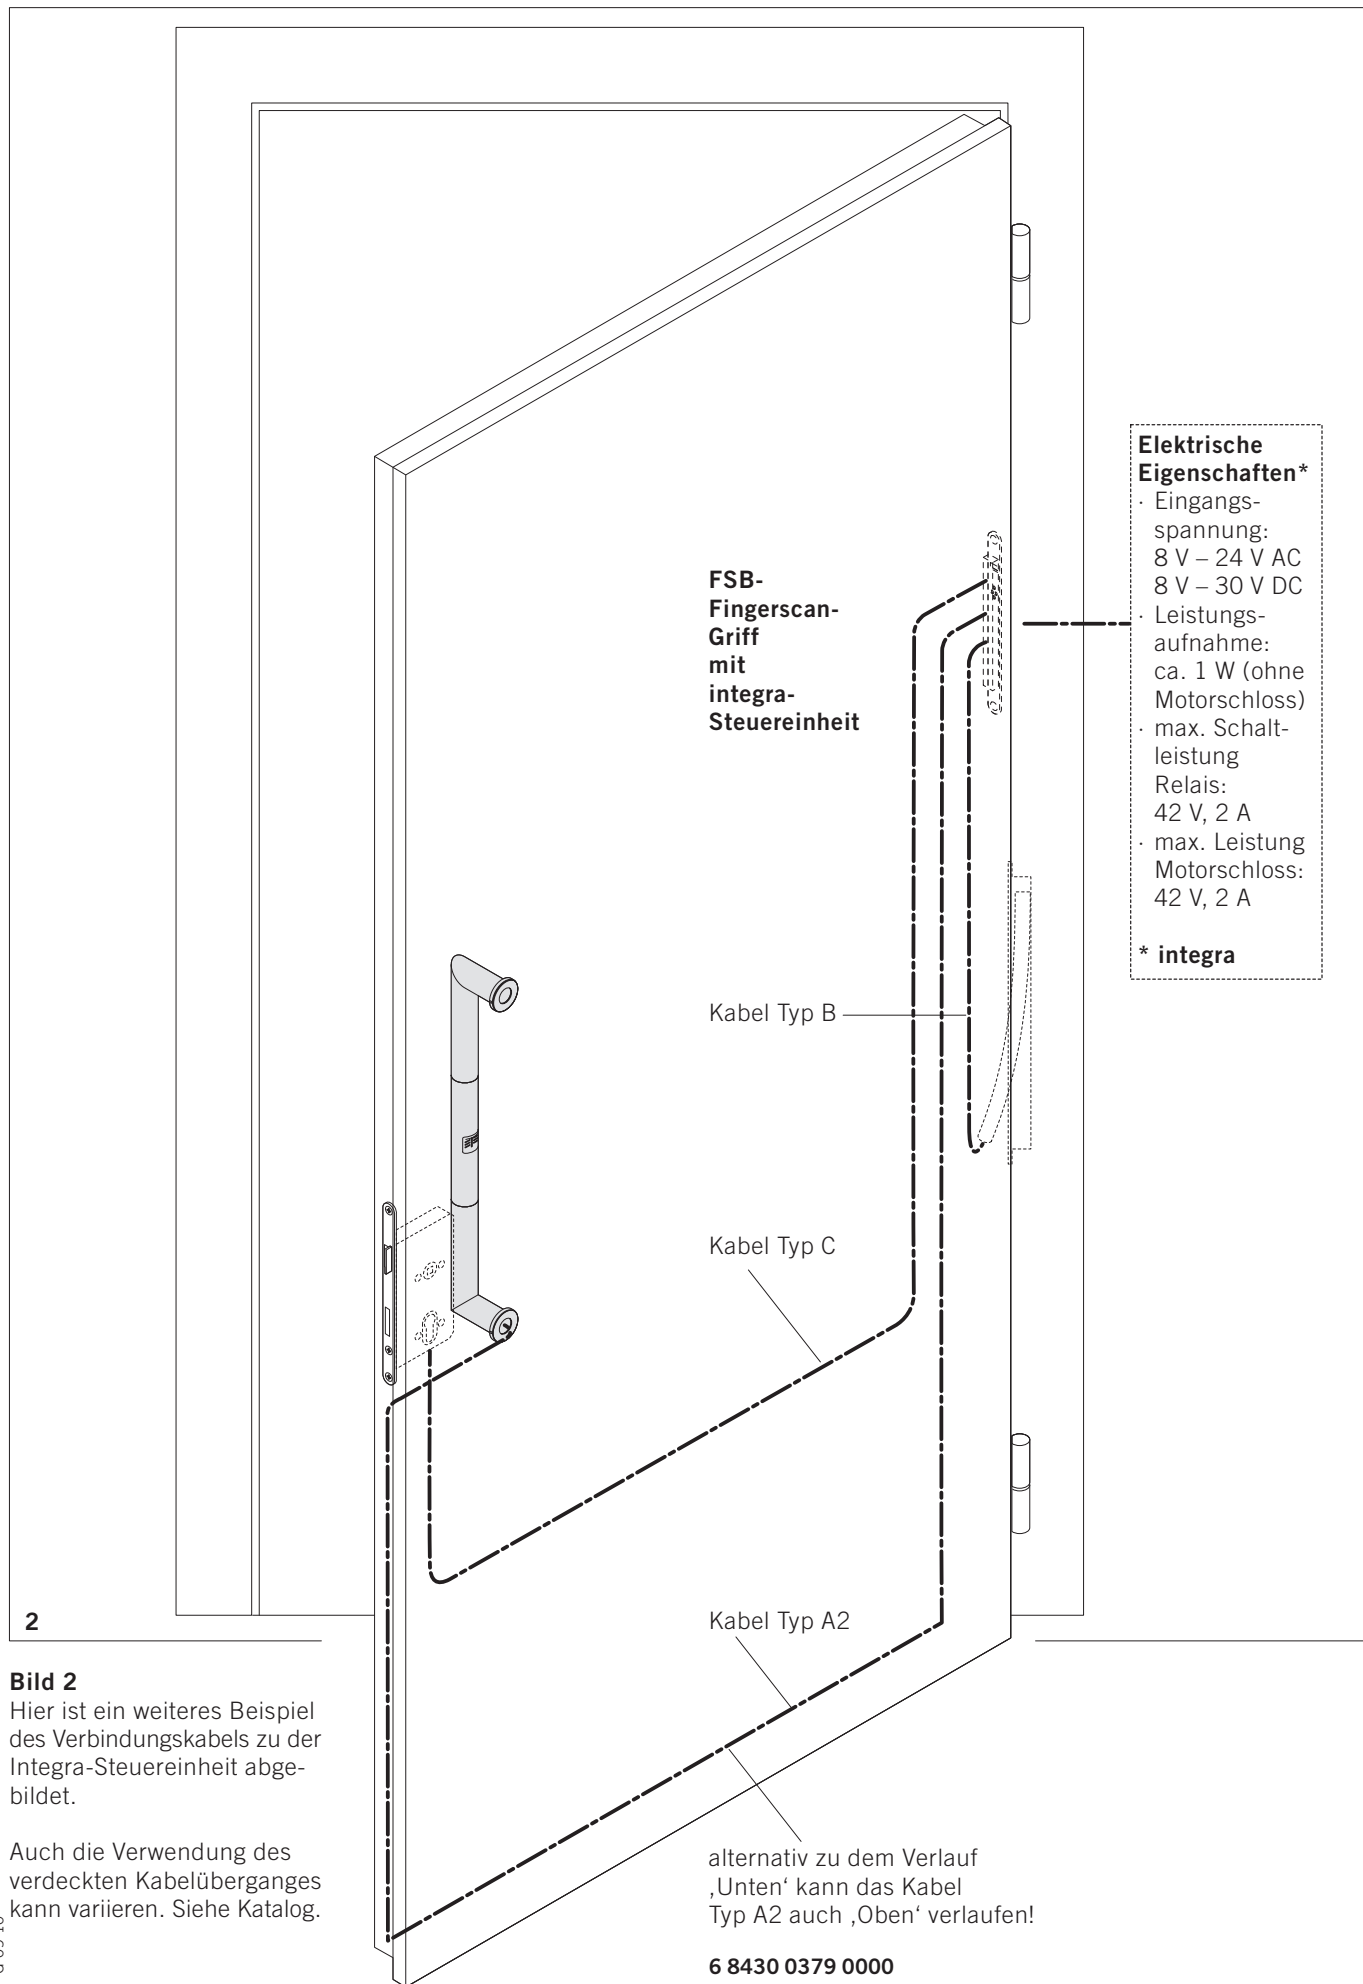 Elektrische
Eigenschaften*
· Eingangs-
spannung:
8 V – 24 V AC
8 V – 30 V DC
· Leistungs-
aufnahme:
ca. 1 W (ohne
Motorschloss)
· max. Schalt-
leistung
Relais:
42 V, 2 A
· max. Leistung
Motorschloss:
42 V, 2 A
* integra
FSB-
Fingerscan-
Griff
mit
integra-
Steuereinheit
Kabel Typ B
Kabel Typ C
Kabel Typ A2
2
Bild 2
Hier ist ein weiteres Beispiel
des Verbindungskabels zu der
Integra-Steuereinheit abge-
bildet.
Auch die Verwendung des
verdeckten Kabelüberganges
kann variieren. Siehe Katalog.
alternativ zu dem Verlauf
‚Unten‘ kann das Kabel
Typ A2 auch ‚Oben‘ verlaufen!
6 8430 0379 0000